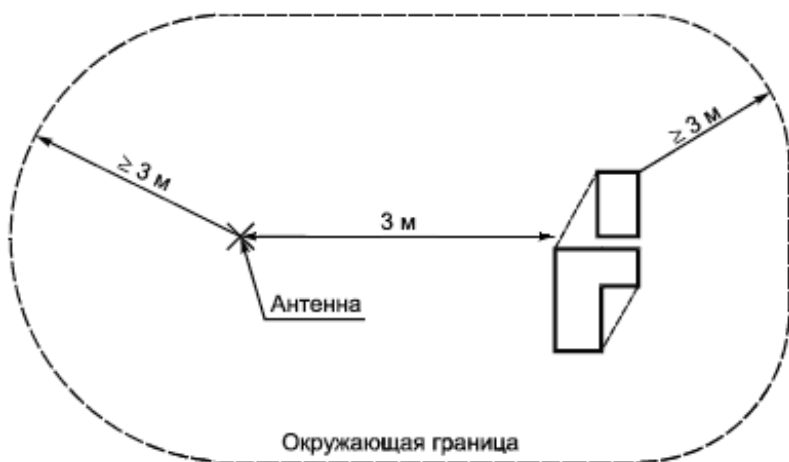 ≥ 3 м
≥ 3 м
3 м
Антенна
Окружающая граница